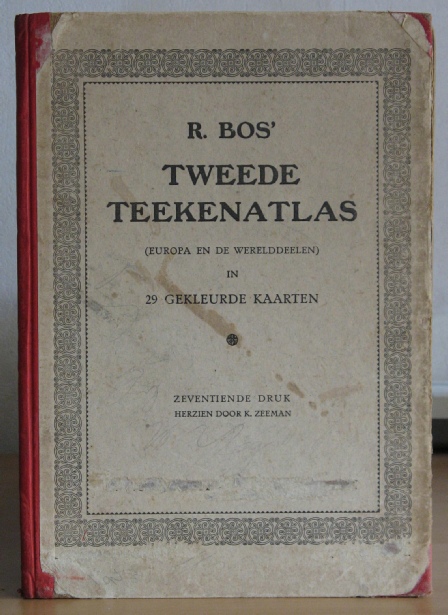 R. BOS'
TWEEDE
TEEKENATLAS
(EUROPA EN DE WERELDDEELEN)
IN
29 GEKLEURDE KAARTEN
ZEVENTIENDE DRUK
HERZIEN DOOR K. ZEEMAN